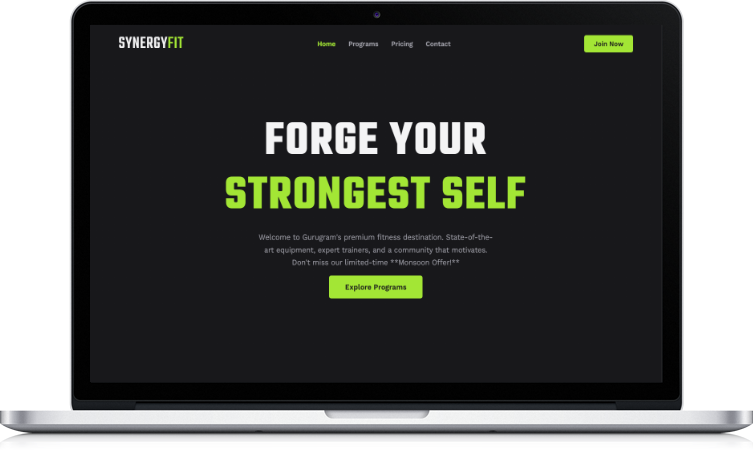 SYNERGYFIT
Home Programs Pricing Contact
Join Now
FORGE YOUR
STRONGEST SELF
Welcome to Gurugram's premium fitness destination. State-of-the-
art equipment, expert trainers, and a community that motivates.
Don't miss our limited-time **Monsoon Offer!**
Explore Programs